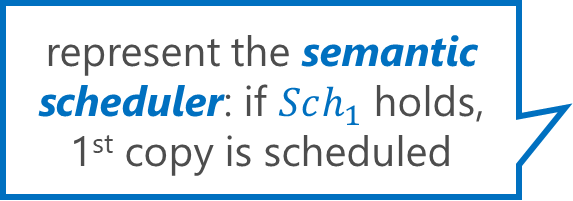 represent the semantic
scheduler: if Sch₁ holds,
1st copy is scheduled